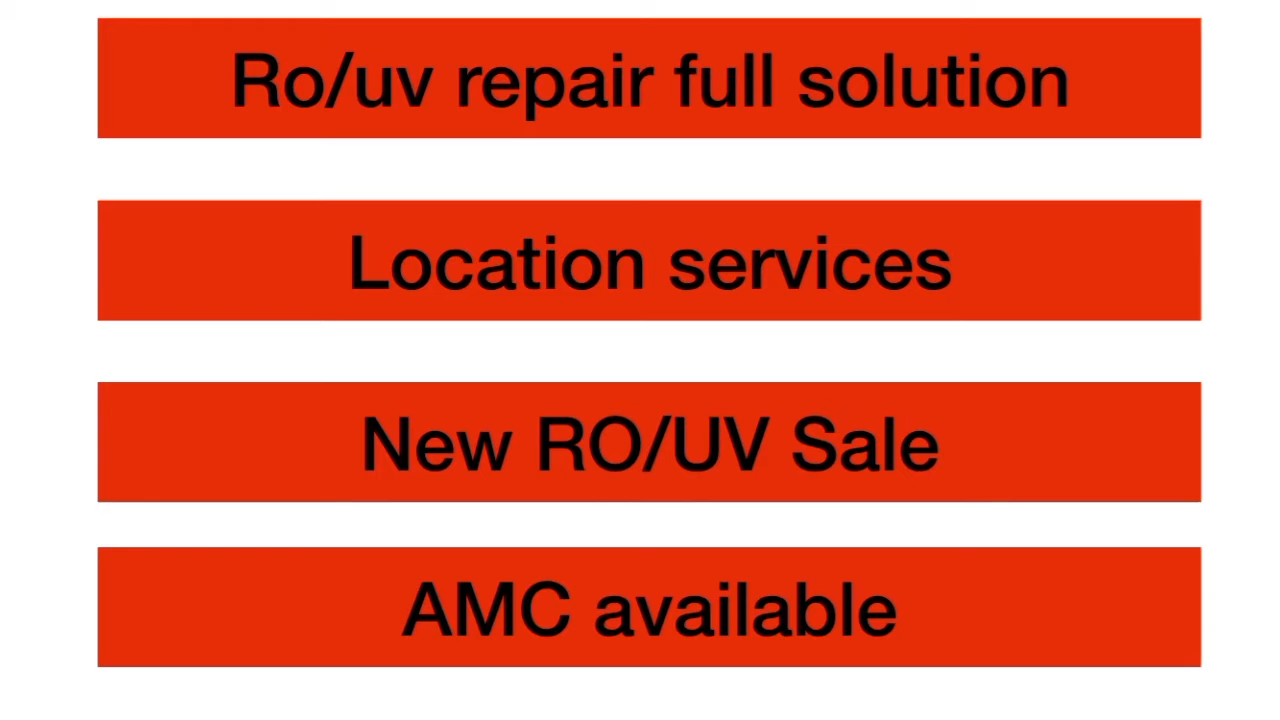 Ro/uv repair full solution
Location services
New RO/UV Sale
AMC available